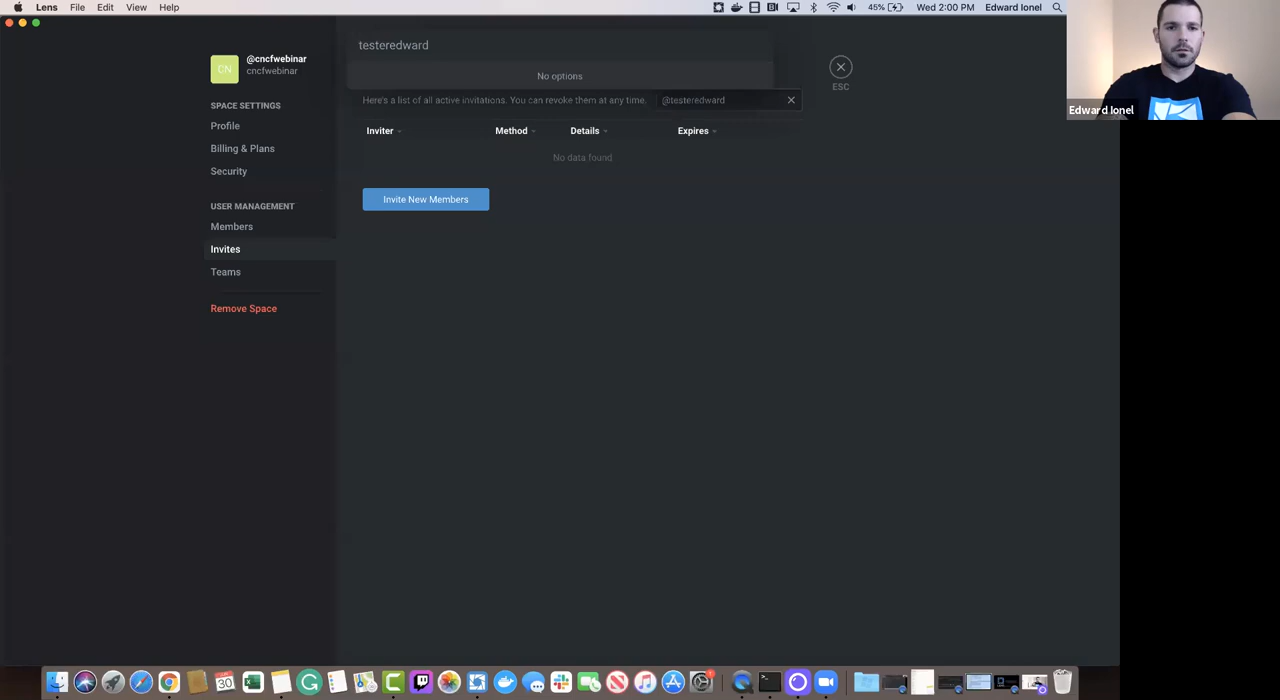 Lens File Edit View Help 45% Wed 2:00 PM Edward Ionel
Edward Ionel
CN
@cncfwebinar
cncfwebinar
testeredward
No options
ESC
Here's a list of all active invitations. You can revoke them at any time. @testeredward
SPACE SETTINGS
Profile
Billing & Plans
Security
USER MANAGEMENT
Members
Invites
Teams
Remove Space
Inviter Method Details Expires
No data found
Invite New Members
30